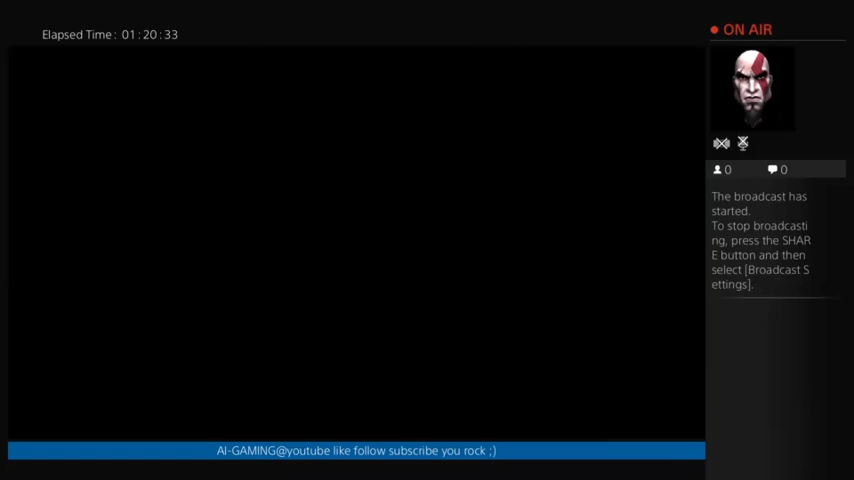 Elapsed Time: 01:20:33
ON AIR
0 0
The broadcast has
started.
To stop broadcasti
ng, press the SHAR
E button and then
select [Broadcast S
ettings].
AI-GAMING@youtube like follow subscribe you rock ;)